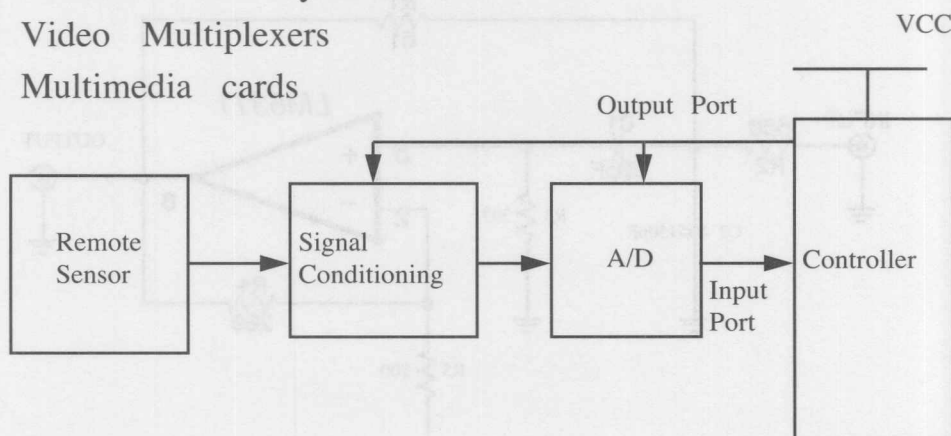 Video Multiplexers
Multimedia cards
VCC
Output Port
Remote
Sensor
Signal
Conditioning
A/D
Controller
Input
Port